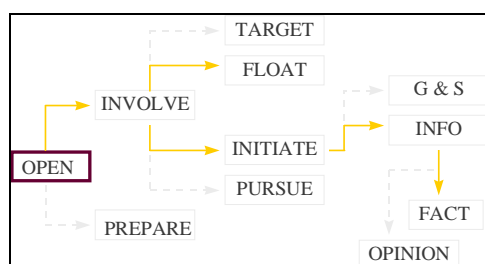 TARGET
FLOAT
G & S
INVOLVE
INFO
INITIATE
OPEN
PURSUE
FACT
PREPARE
OPINION